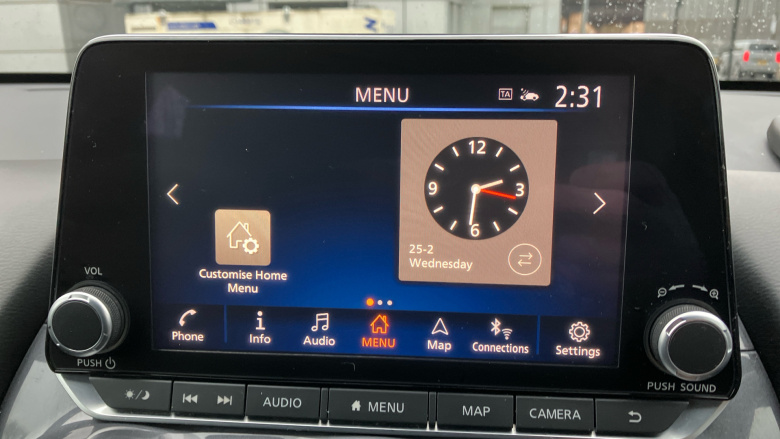 MENU
TA
2:31
12
9
3
6
25-2
Wednesday
Customise Home
Menu
VOL
PUSH
PUSH SOUND
Phone
Info
Audio
MENU
Map
Connections
Settings
AUDIO
MENU
MAP
CAMERA